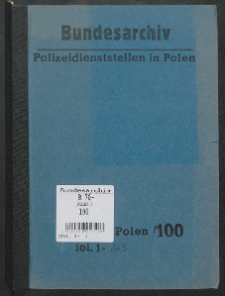 Bundesarchiv
Polizeidienststellen in Polen
Bundesarchiv
R 70-
POLEN /
100
Polen /100
fol. 1-